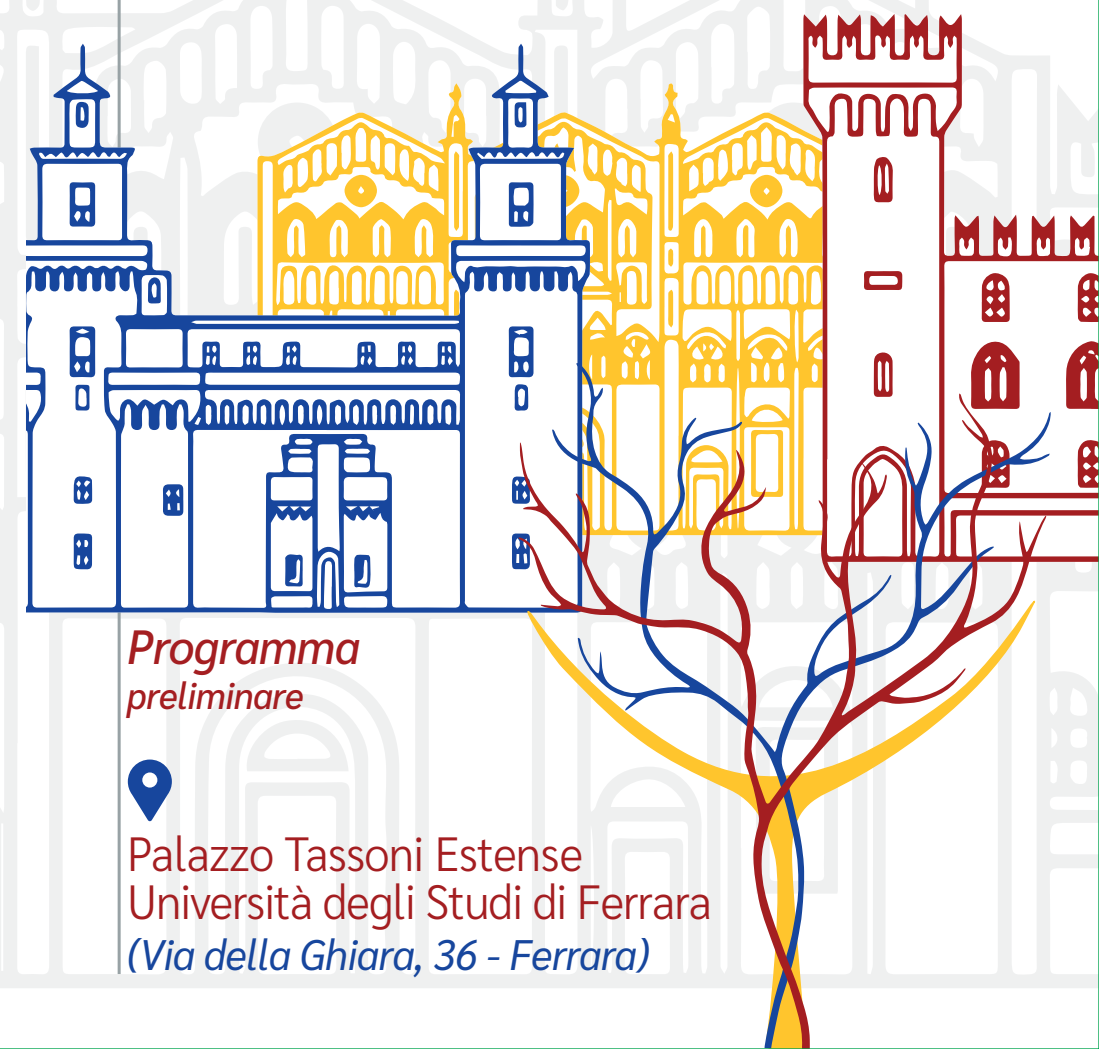 Programma
preliminare
Palazzo Tassoni Estense
Università degli Studi di Ferrara
(Via della Ghiara, 36 - Ferrara)